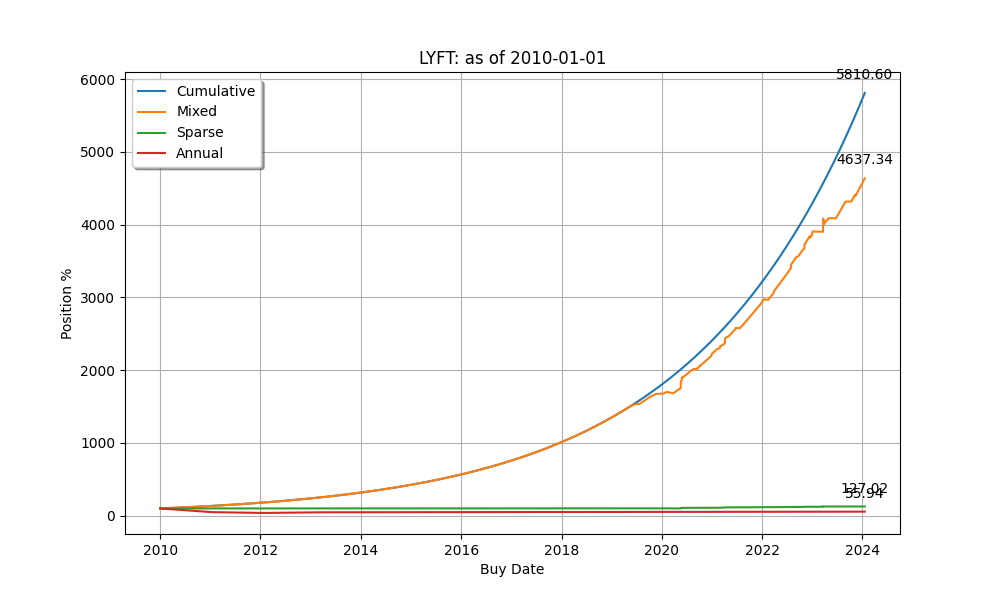 LYFT: as of 2010-01-01
Cumulative
Mixed
Sparse
Annual
5810.60
4637.34
127.02
55.94
Position %
6000
5000
4000
3000
2000
1000
0
2010
2012
2014
2016
2018
2020
2022
2024
Buy Date